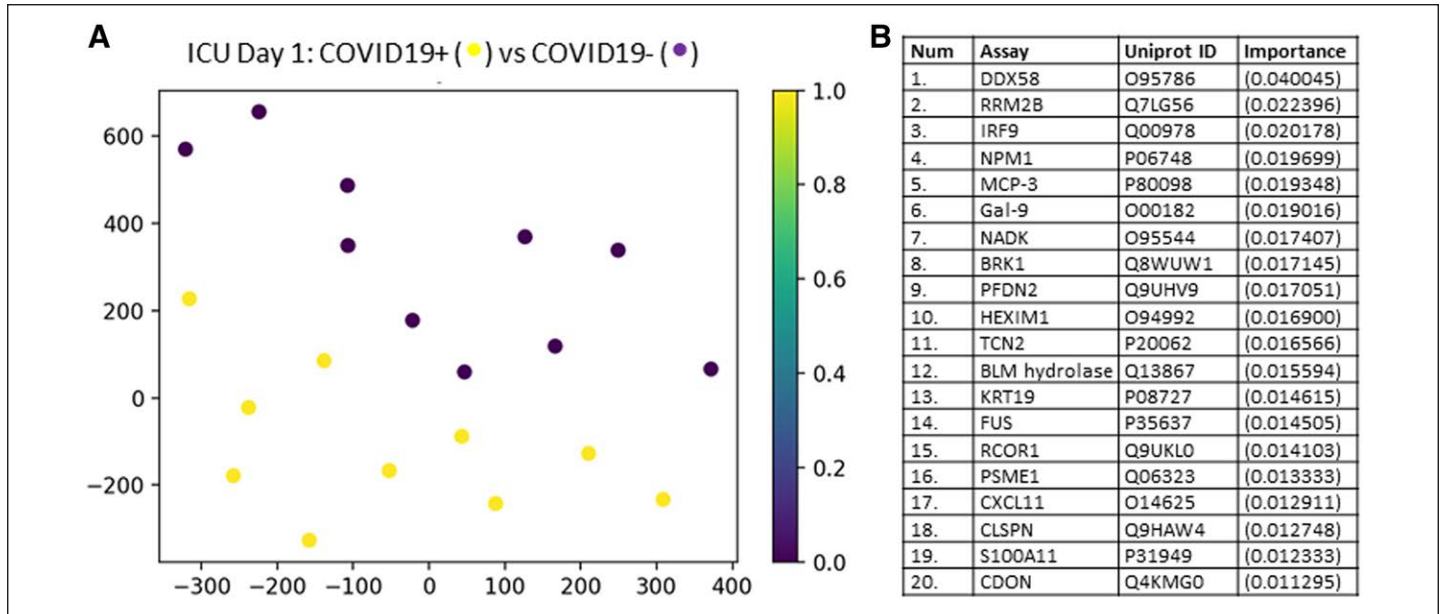 A
ICU Day 1: COVID19+ ( ) vs COVID19- ( )
600
400
200
0
−200
−300 −200 −100 0 100 200 300 400
1.0
0.8
0.6
0.4
0.2
0.0
B
Num Assay Uniprot ID Importance
1. DDX58 O95786 (0.040045)
2. RRM2B Q7LG56 (0.022396)
3. IRF9 Q00978 (0.020178)
4. NPM1 P06748 (0.019699)
5. MCP-3 P80098 (0.019348)
6. Gal-9 O00182 (0.019016)
7. NADK O95544 (0.017407)
8. BRK1 Q8WUW1 (0.017145)
9. PFDN2 Q9UHV9 (0.017051)
10. HEXIM1 O94992 (0.016900)
11. TCN2 P20062 (0.016566)
12. BLM hydrolase Q13867 (0.015594)
13. KRT19 P08727 (0.014615)
14. FUS P35637 (0.014505)
15. RCOR1 Q9UKL0 (0.014103)
16. PSME1 Q06323 (0.013333)
17. CXCL11 O14625 (0.012911)
18. CLSPN Q9HAW4 (0.012748)
19. S100A11 P31949 (0.012333)
20. CDON Q4KMG0 (0.011295)